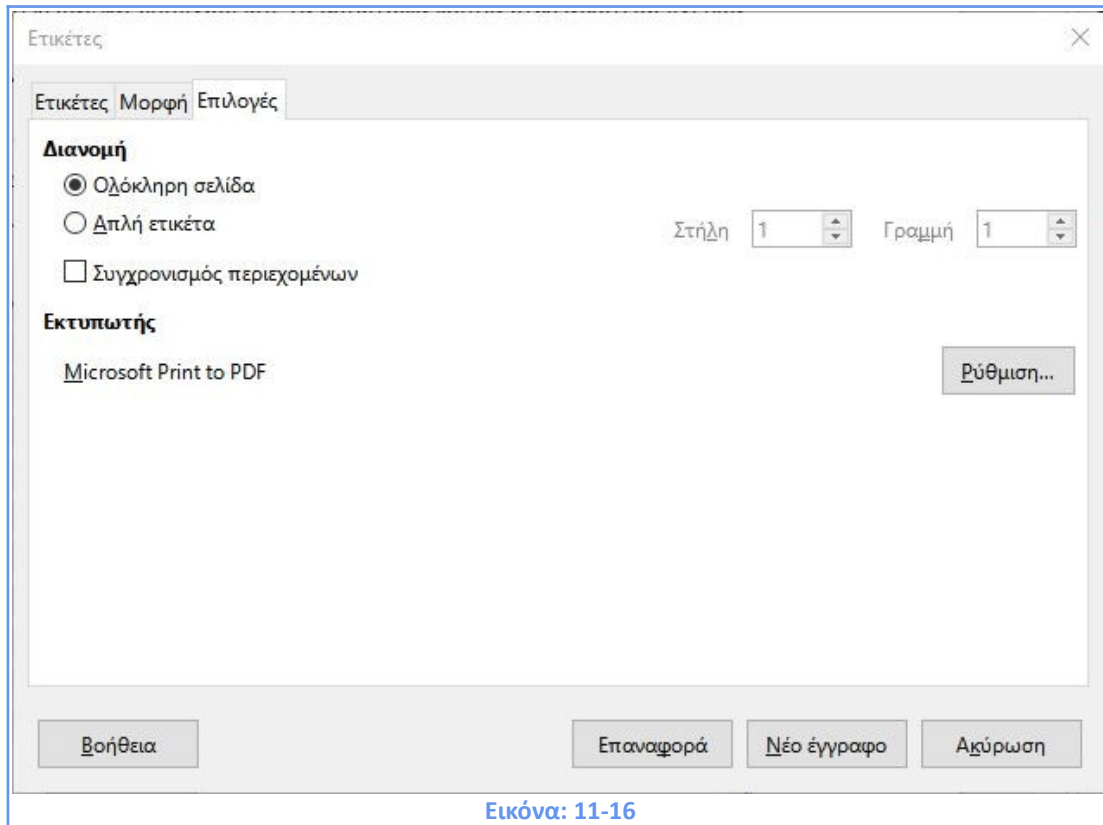 Ετικέτες
Ετικέτες Μορφή Επιλογές
Διανομή
Ολόκληρη σελίδα
Απλή ετικέτα Στήλη 1 Γραμμή 1
Συγχρονισμός περιεχομένων
Εκτυπωτής
Microsoft Print to PDF Ρύθμιση...
Βοήθεια Επαναφορά Νέο έγγραφο Ακύρωση
Εικόνα: 11-16